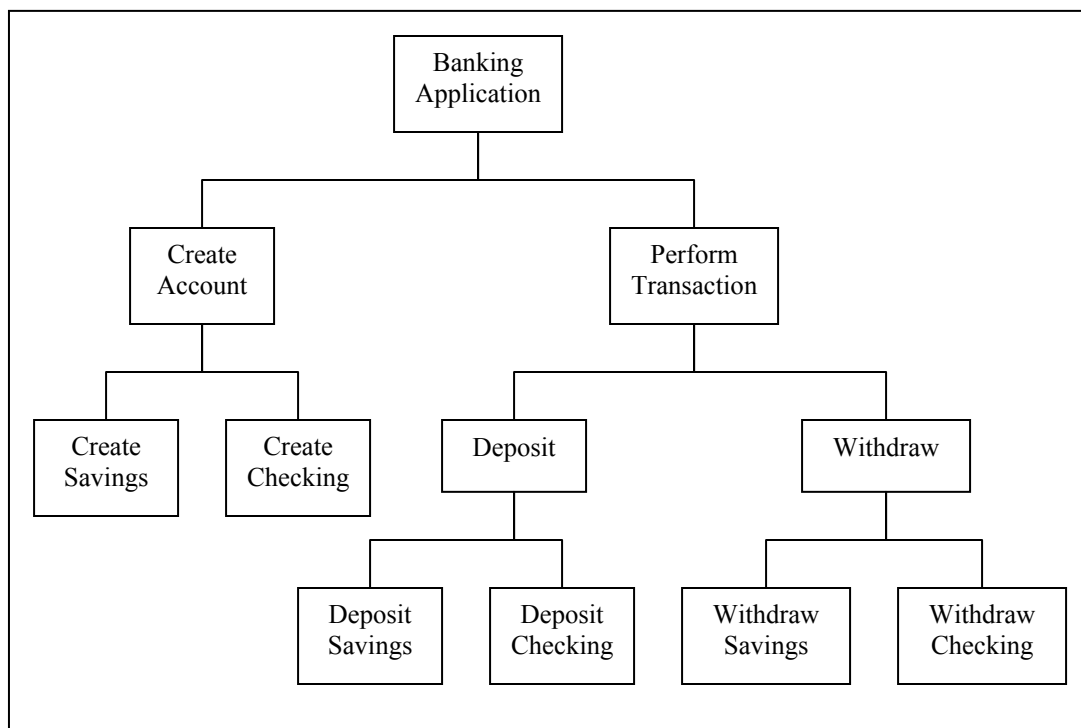 Banking
Application
Create
Account
Perform
Transaction
Create
Savings
Create
Checking
Deposit
Withdraw
Deposit
Savings
Deposit
Checking
Withdraw
Savings
Withdraw
Checking